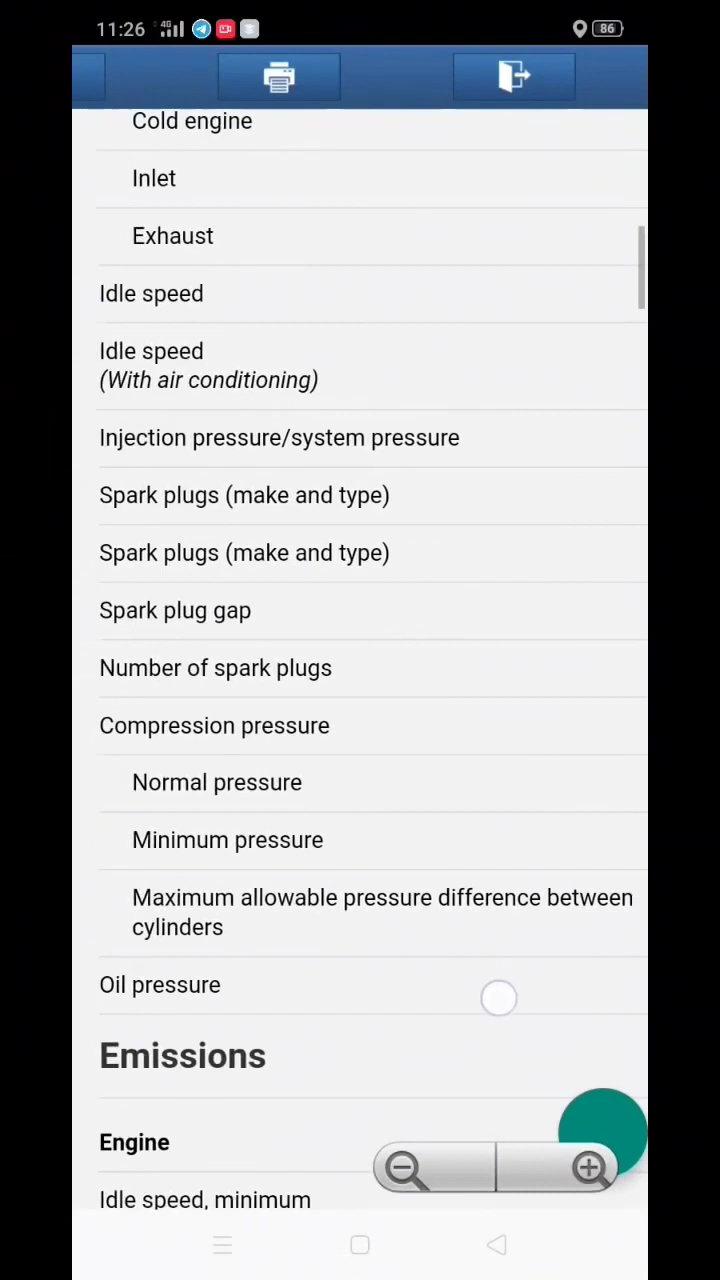 11:26
4G
86
Cold engine
Inlet
Exhaust
Idle speed
Idle speed
(With air conditioning)
Injection pressure/system pressure
Spark plugs (make and type)
Spark plugs (make and type)
Spark plug gap
Number of spark plugs
Compression pressure
Normal pressure
Minimum pressure
Maximum allowable pressure difference between
cylinders
Oil pressure
Emissions
Engine
Idle speed, minimum